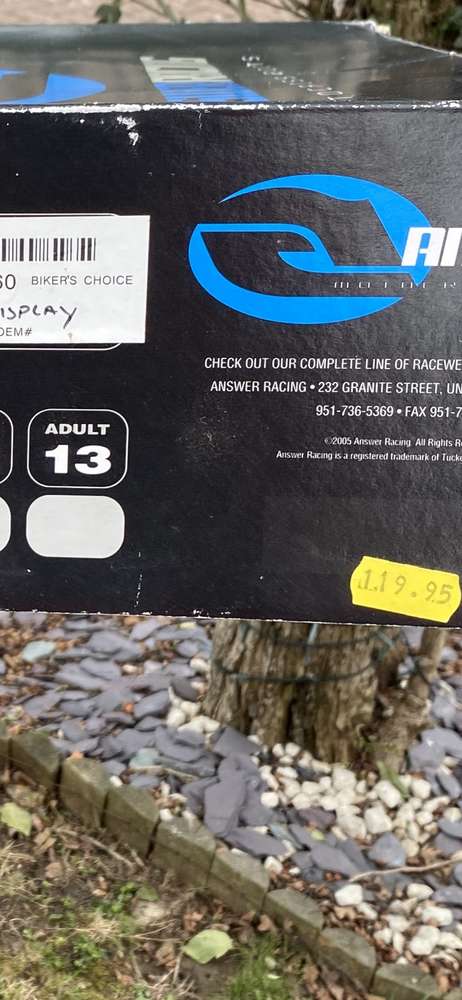 60 BIKER'S CHOICE
DISPLAY
OEM#
CHECK OUT OUR COMPLETE LINE OF RACEWE
ANSWER RACING • 232 GRANITE STREET, UN
951-736-5369 • FAX 951-7
©2005 Answer Racing. All Rights Re
Answer Racing is a registered trademark of Tucke
ADULT
13
119.95